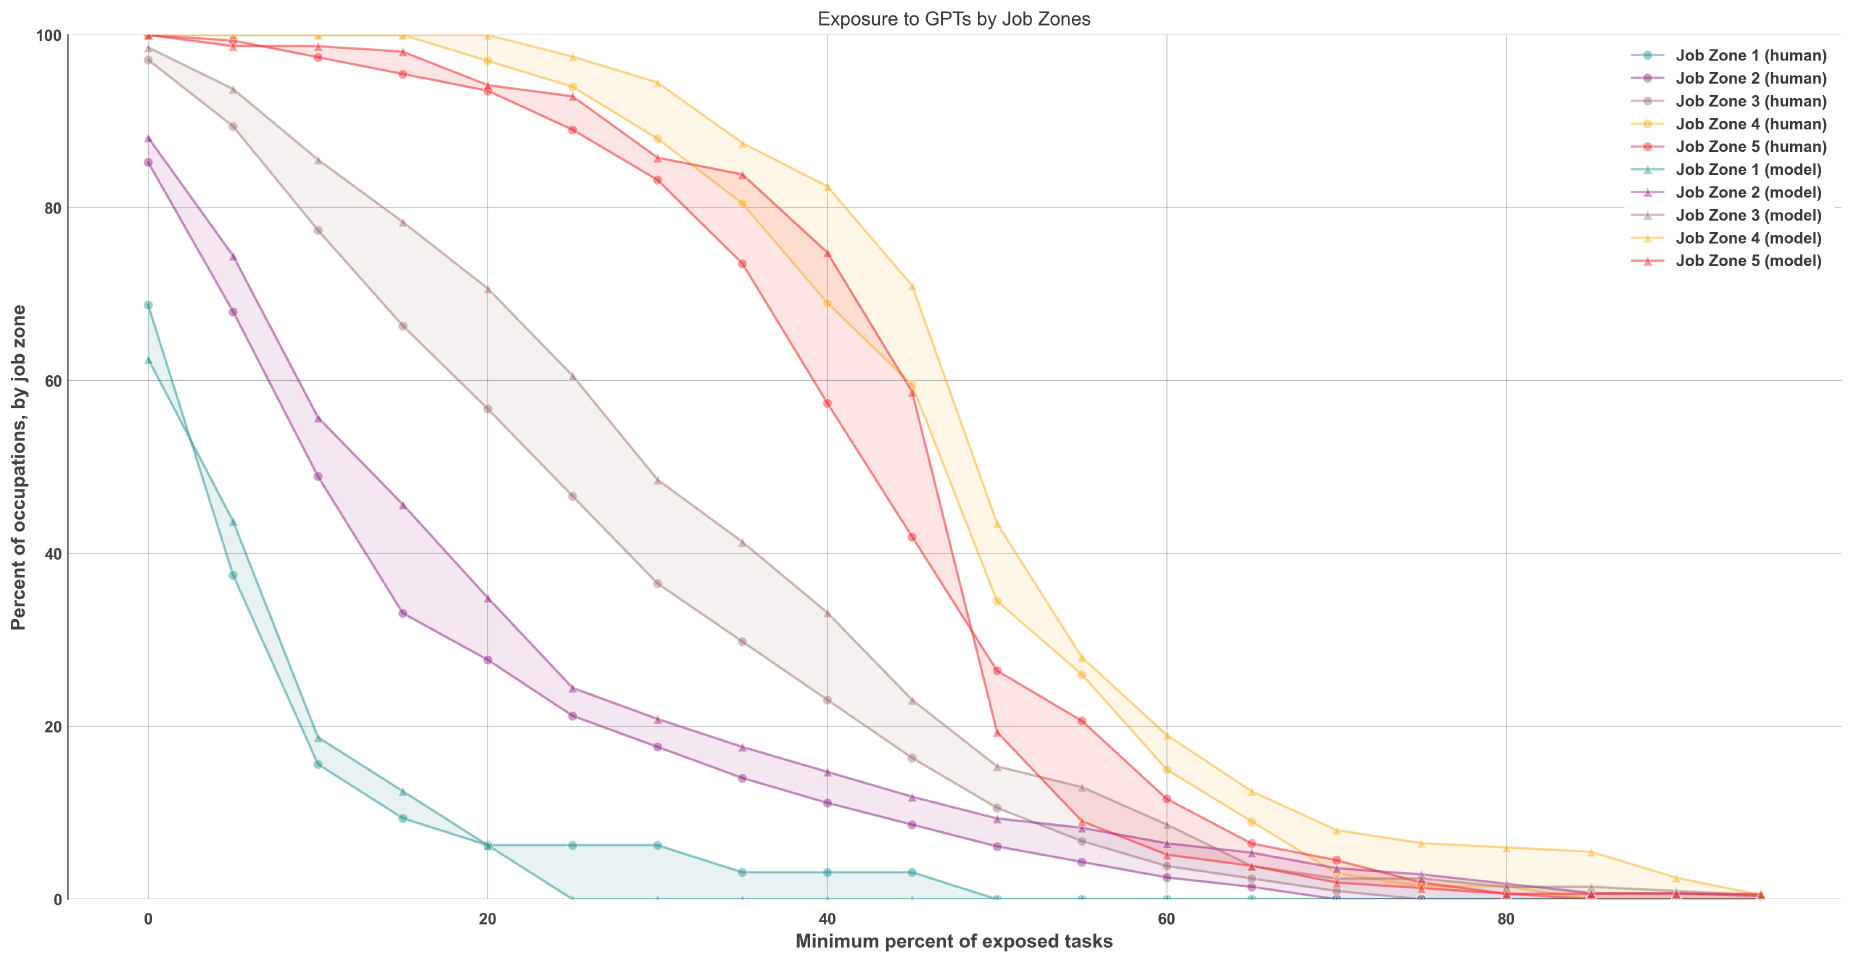 Exposure to GPTs by Job Zones
100
80
60
40
20
0
Percent of occupations, by job zone
Job Zone 1 (human)
Job Zone 2 (human)
Job Zone 3 (human)
Job Zone 4 (human)
Job Zone 5 (human)
Job Zone 1 (model)
Job Zone 2 (model)
Job Zone 3 (model)
Job Zone 4 (model)
Job Zone 5 (model)
0 20 40 60 80
Minimum percent of exposed tasks